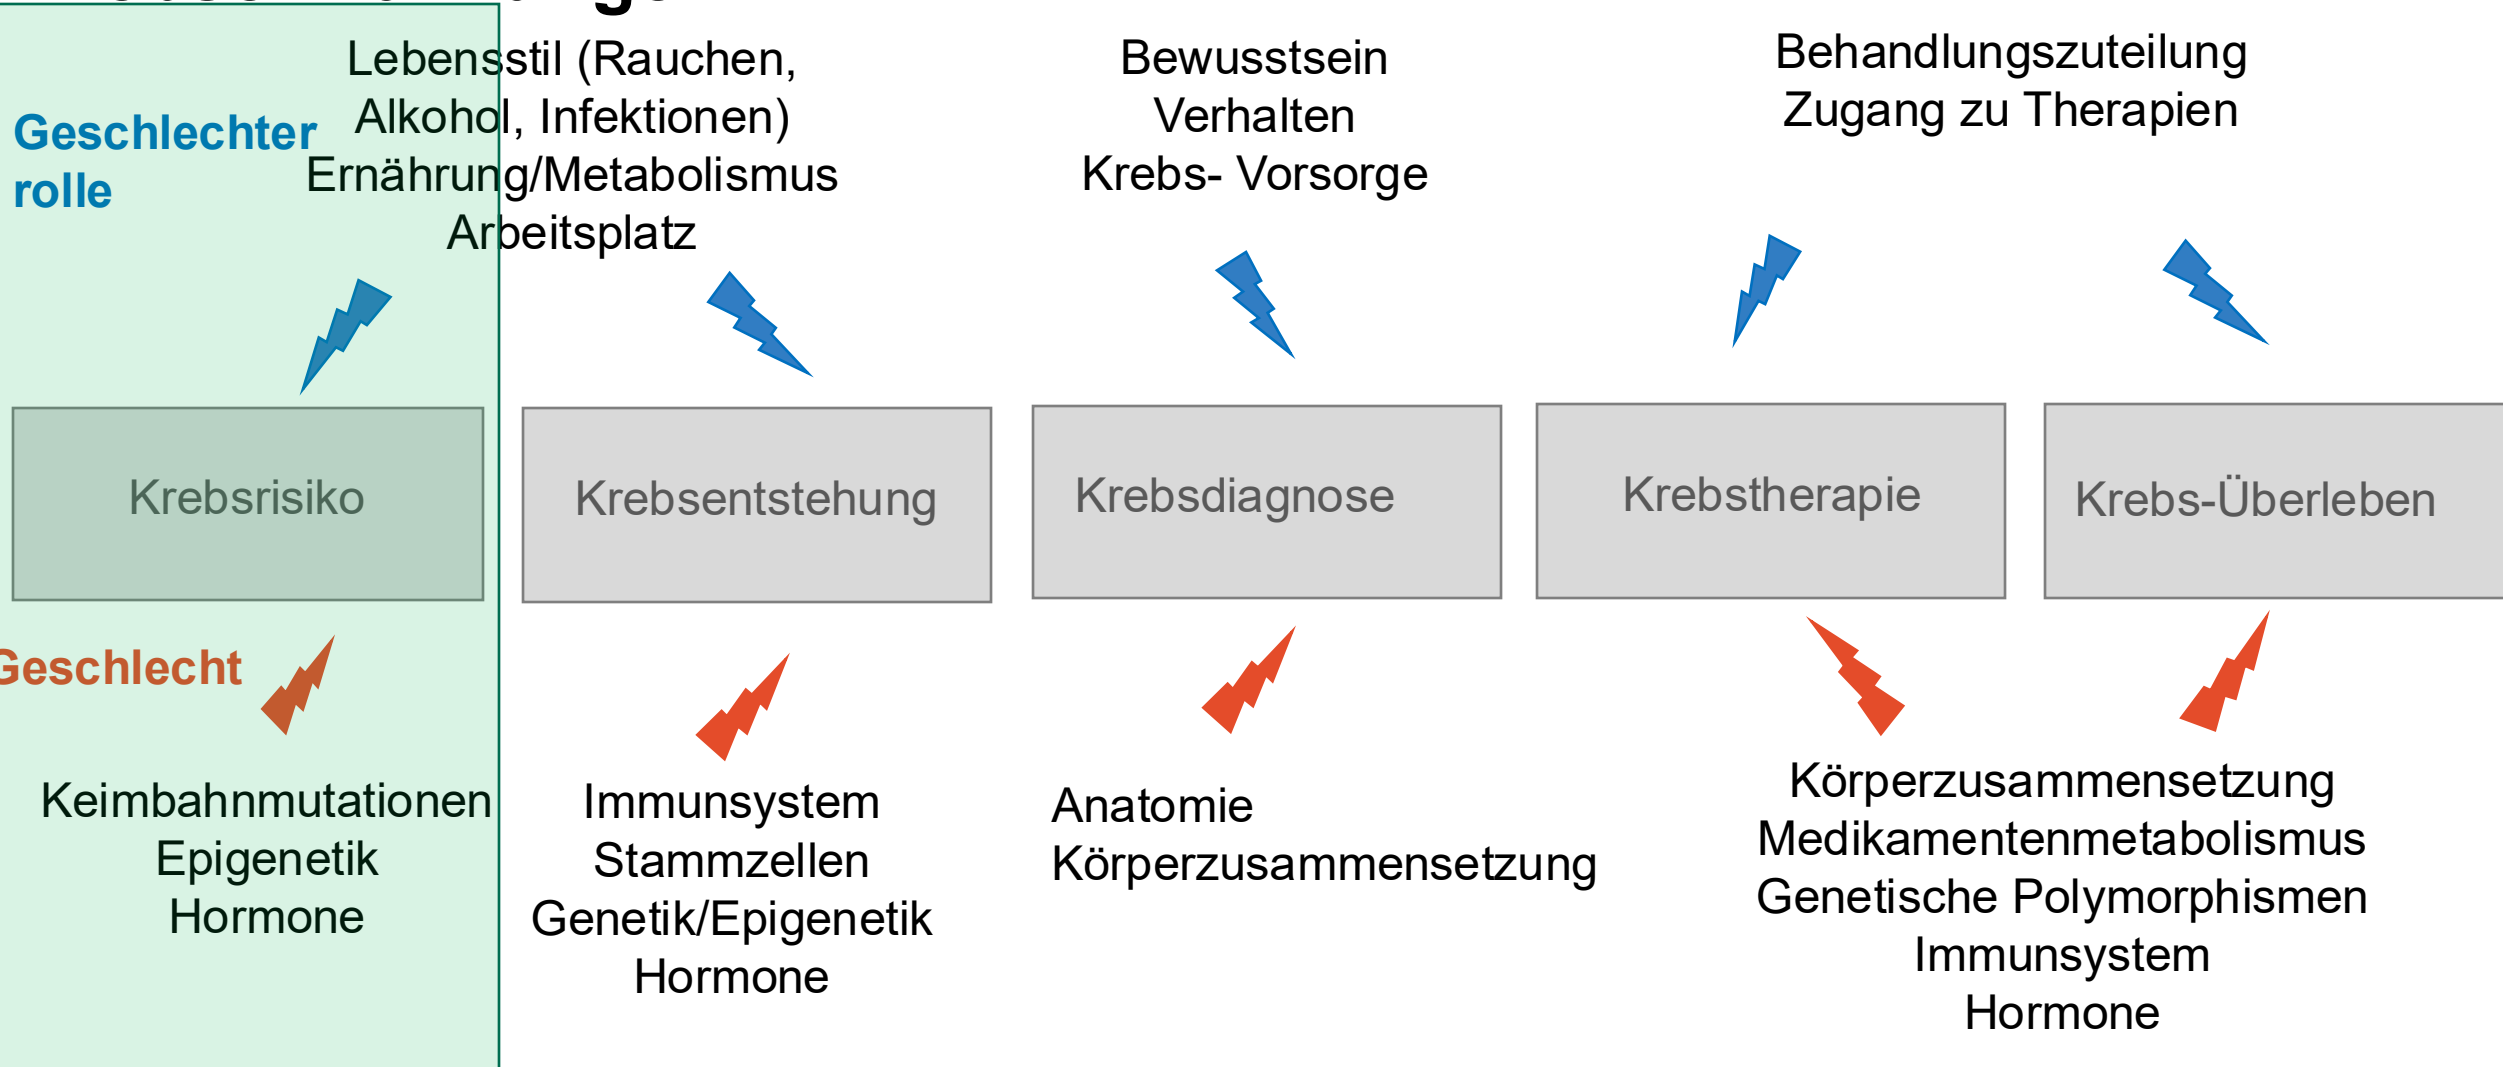 Lebensstil (Rauchen,
Alkohol, Infektionen)
Ernährung/Metabolismus
Arbeitsplatz
Bewusstsein
Verhalten
Krebs- Vorsorge
Behandlungszuteilung
Zugang zu Therapien
Geschlechter
rolle
Krebsrisiko
Krebsentstehung
Krebsdiagnose
Krebstherapie
Krebs-Überleben
Geschlecht
Keimbahnmutationen
Epigenetik
Hormone
Immunsystem
Stammzellen
Genetik/Epigenetik
Hormone
Anatomie
Körperzusammensetzung
Körperzusammensetzung
Medikamentenmetabolismus
Genetische Polymorphismen
Immunsystem
Hormone